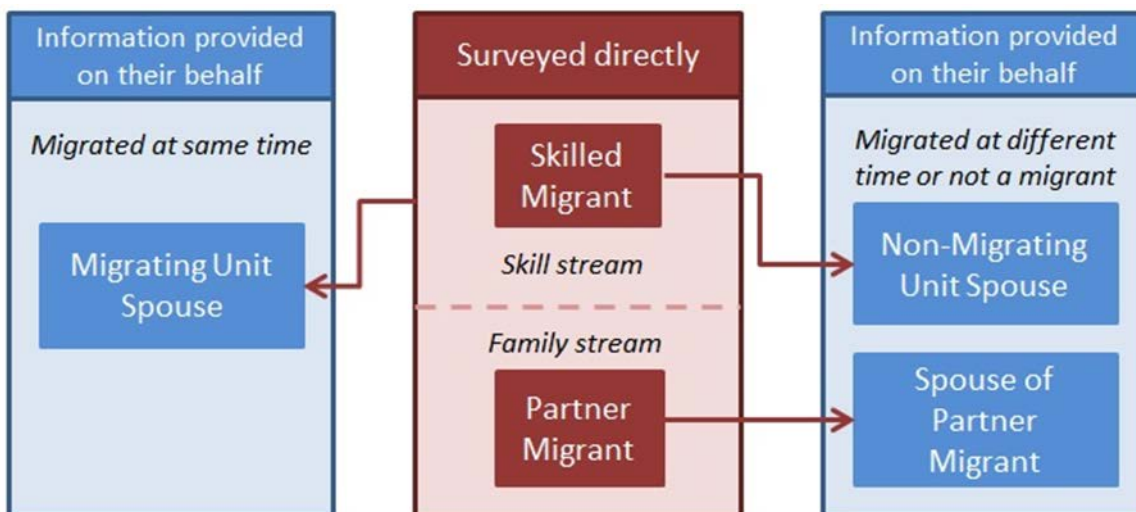 Information provided
on their behalf
Migrated at same time
Migrating Unit
Spouse
Surveyed directly
Skilled
Migrant
Skill stream
Family stream
Partner
Migrant
Information provided
on their behalf
Migrated at different
time or not a migrant
Non-Migrating
Unit Spouse
Spouse of
Partner
Migrant